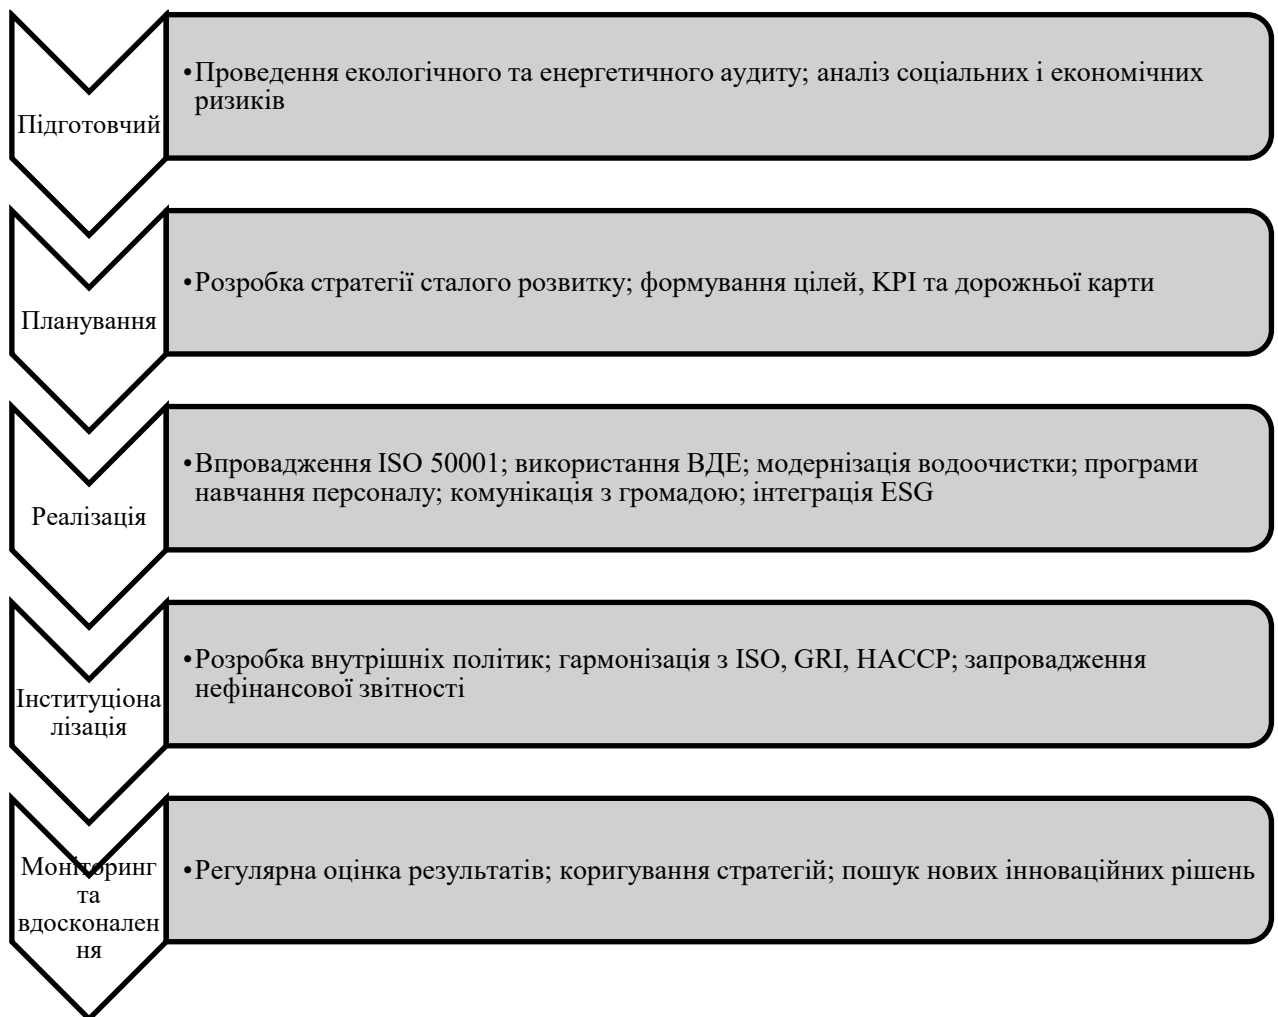 •Проведення екологічного та енергетичного аудиту; аналіз соціальних і економічних
ризиків
Підготовчий
•Розробка стратегії сталого розвитку; формування цілей, KPI та дорожньої карти
Планування
•Впровадження ISO 50001; використання ВДЕ; модернізація водоочистки; програми
навчання персоналу; комунікація з громадою; інтеграція ESG
Реалізація
•Розробка внутрішніх політик; гармонізація з ISO, GRI, HACCP; запровадження
нефінансової звітності
Інституціона
лізація
•Регулярна оцінка результатів; коригування стратегій; пошук нових інноваційних рішень
Моніторинг
та
вдосконален
ня